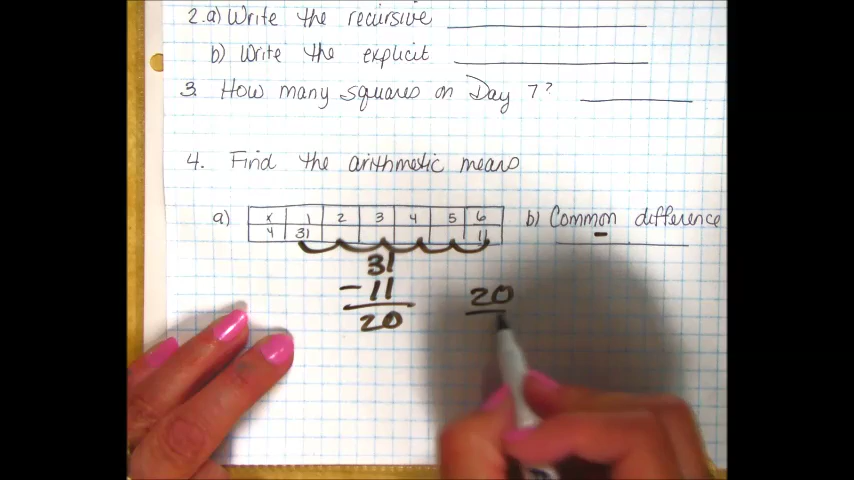 2.a) Write the recursive
b) Write the explicit
3. How many squares on Day 7?
4. Find the arithmetic means
a) x 1 2 3 4 5 6 b) Common difference
4 31 11
31
- 11 20
20